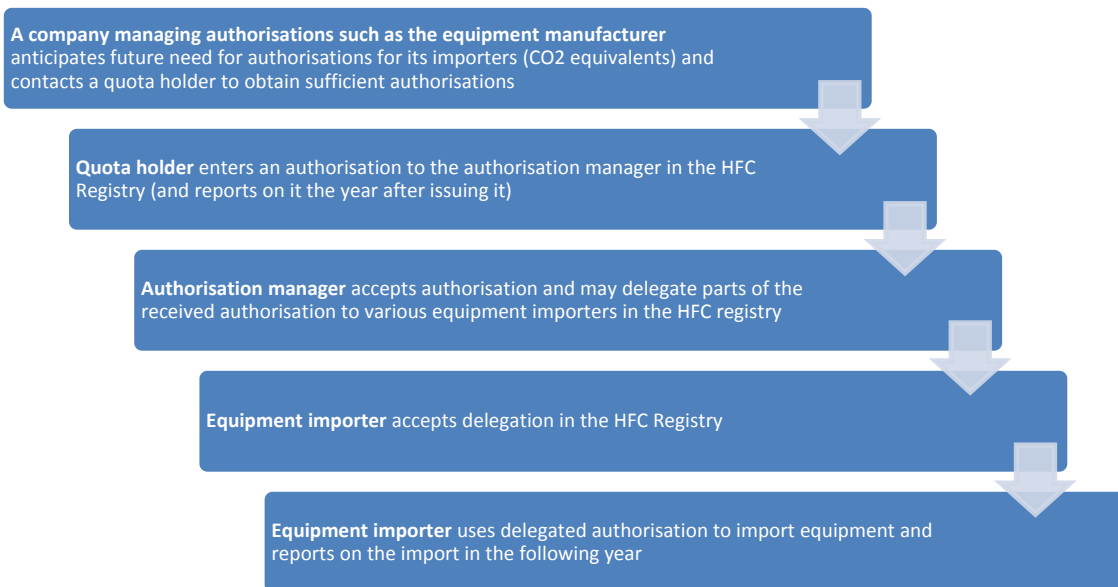 A company managing authorisations such as the equipment manufacturer
anticipates future need for authorisations for its importers (CO2 equivalents) and
contacts a quota holder to obtain sufficient authorisations
Quota holder enters an authorisation to the authorisation manager in the HFC
Registry (and reports on it the year after issuing it)
Authorisation manager accepts authorisation and may delegate parts of the
received authorisation to various equipment importers in the HFC registry
Equipment importer accepts delegation in the HFC Registry
Equipment importer uses delegated authorisation to import equipment and
reports on the import in the following year